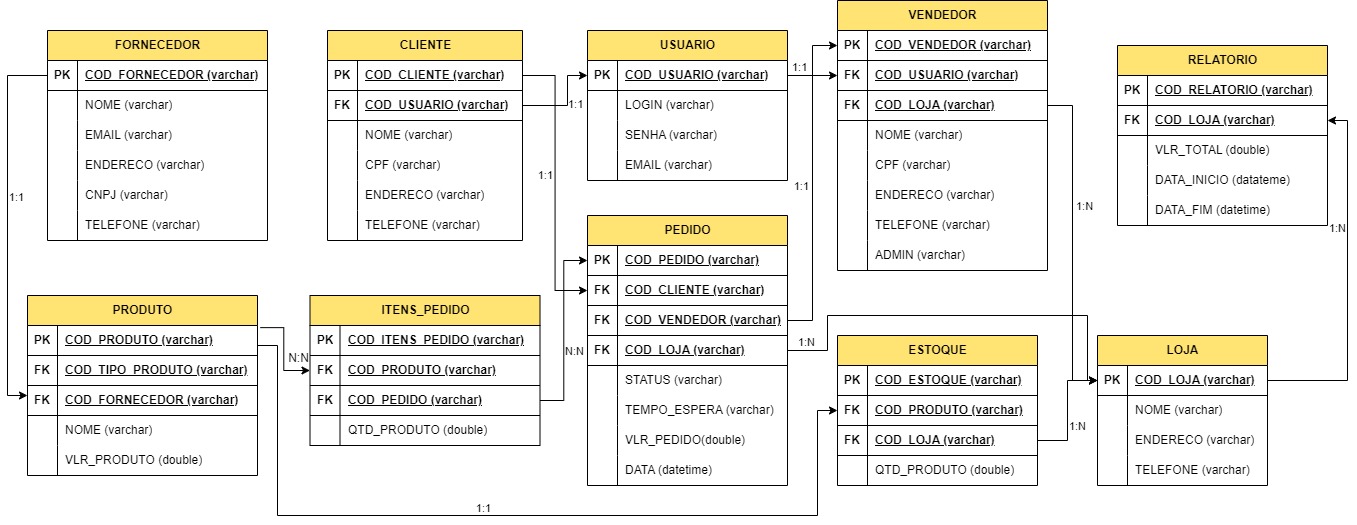 FORNECEDOR
PK COD_FORNECEDOR (varchar)
NOME (varchar)
EMAIL (varchar)
ENDERECO (varchar)
CNPJ (varchar)
TELEFONE (varchar)
CLIENTE
PK COD_CLIENTE (varchar)
FK COD_USUARIO (varchar)
NOME (varchar)
CPF (varchar)
ENDERECO (varchar)
TELEFONE (varchar)
USUARIO
PK COD_USUARIO (varchar)
LOGIN (varchar)
SENHA (varchar)
EMAIL (varchar)
VENDEDOR
PK COD_VENDEDOR (varchar)
FK COD_USUARIO (varchar)
FK COD_LOJA (varchar)
NOME (varchar)
CPF (varchar)
ENDERECO (varchar)
TELEFONE (varchar)
ADMIN (varchar)
RELATORIO
PK COD_RELATORIO (varchar)
FK COD_LOJA (varchar)
VLR_TOTAL (double)
DATA_INICIO (datateme)
DATA_FIM (datetime)
1:1
1:1
1:1
1:1
1:1
1:N
1:N
PRODUTO
PK COD_PRODUTO (varchar)
FK COD_TIPO_PRODUTO (varchar)
FK COD_FORNECEDOR (varchar)
NOME (varchar)
VLR_PRODUTO (double)
N:N
ITENS_PEDIDO
PK COD_ITENS_PEDIDO (varchar)
FK COD_PRODUTO (varchar)
FK COD_PEDIDO (varchar)
QTD_PRODUTO (double)
N:N
PEDIDO
PK COD_PEDIDO (varchar)
FK COD_CLIENTE (varchar)
FK COD_VENDEDOR (varchar)
FK COD_LOJA (varchar)
STATUS (varchar)
TEMPO_ESPERA (varchar)
VLR_PEDIDO(double)
DATA (datetime)
1:N
ESTOQUE
PK COD_ESTOQUE (varchar)
FK COD_PRODUTO (varchar)
FK COD_LOJA (varchar)
QTD_PRODUTO (double)
1:N
LOJA
PK COD_LOJA (varchar)
NOME (varchar)
ENDERECO (varchar)
TELEFONE (varchar)
1:1